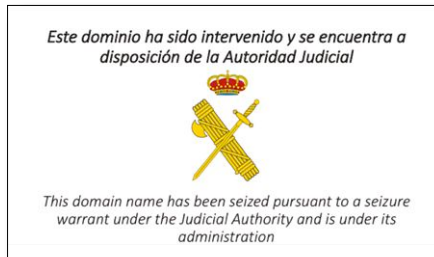 Este dominio ha sido intervenido y se encuentra a
disposición de la Autoridad Judicial
This domain name has been seized pursuant to a seizure
warrant under the Judicial Authority and is under its
administration